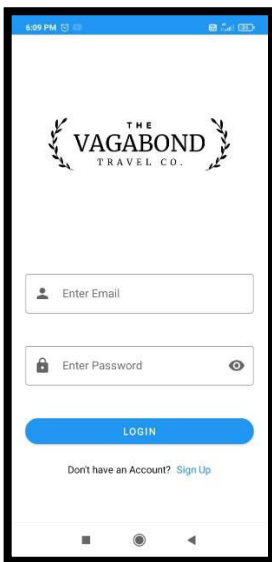 6:09 PM
THE
VAGABOND
TRAVEL CO.
Enter Email
Enter Password
LOGIN
Don't have an Account? Sign Up